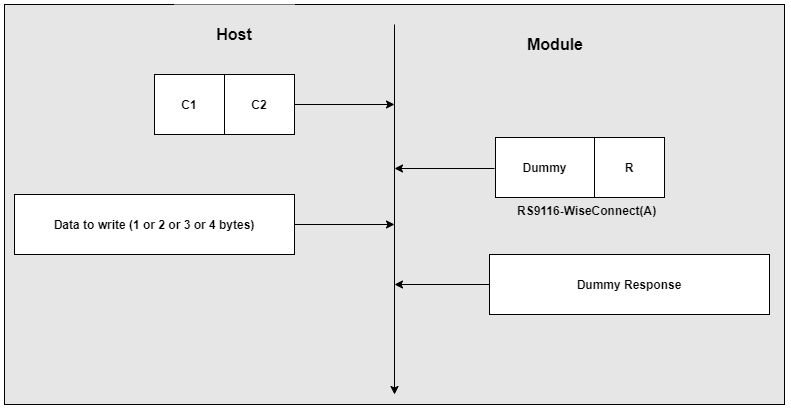 Host
Module
C1
C2
Dummy
R
RS9116-WiseConnect(A)
Data to write (1 or 2 or 3 or 4 bytes)
Dummy Response